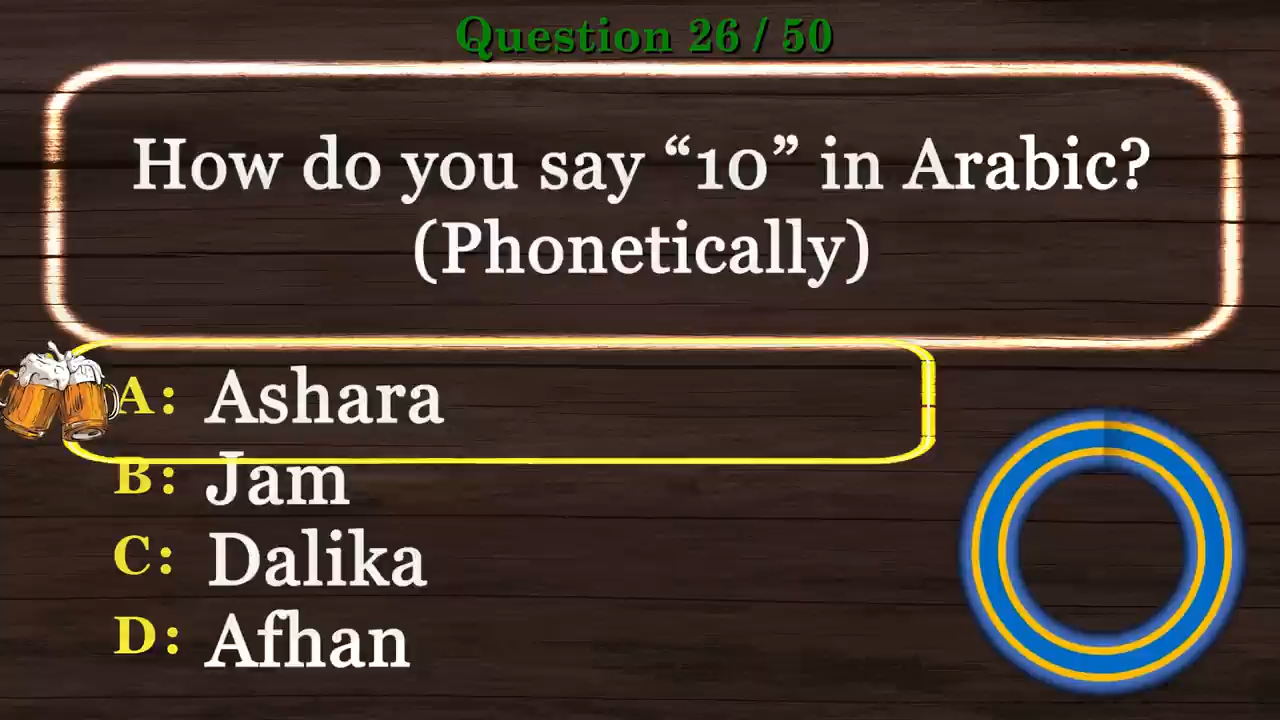 Question 26 / 50
How do you say “10” in Arabic?
(Phonetically)
A: Ashara
B: Jam
C: Dalika
D: Afhan